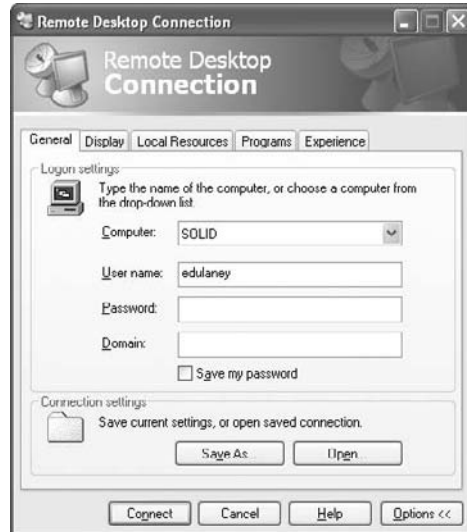 Remote Desktop Connection
Remote Desktop
Connection
General Display Local Resources Programs Experience
Logon settings
Type the name of the computer, or choose a computer from
the drop-down list.
Computer: SOLID
User name: edulaney
Password:
Domain:
Save my password
Connection settings
Save current settings, or open saved connection.
Save As... Open...
Connect Cancel Help Options <<